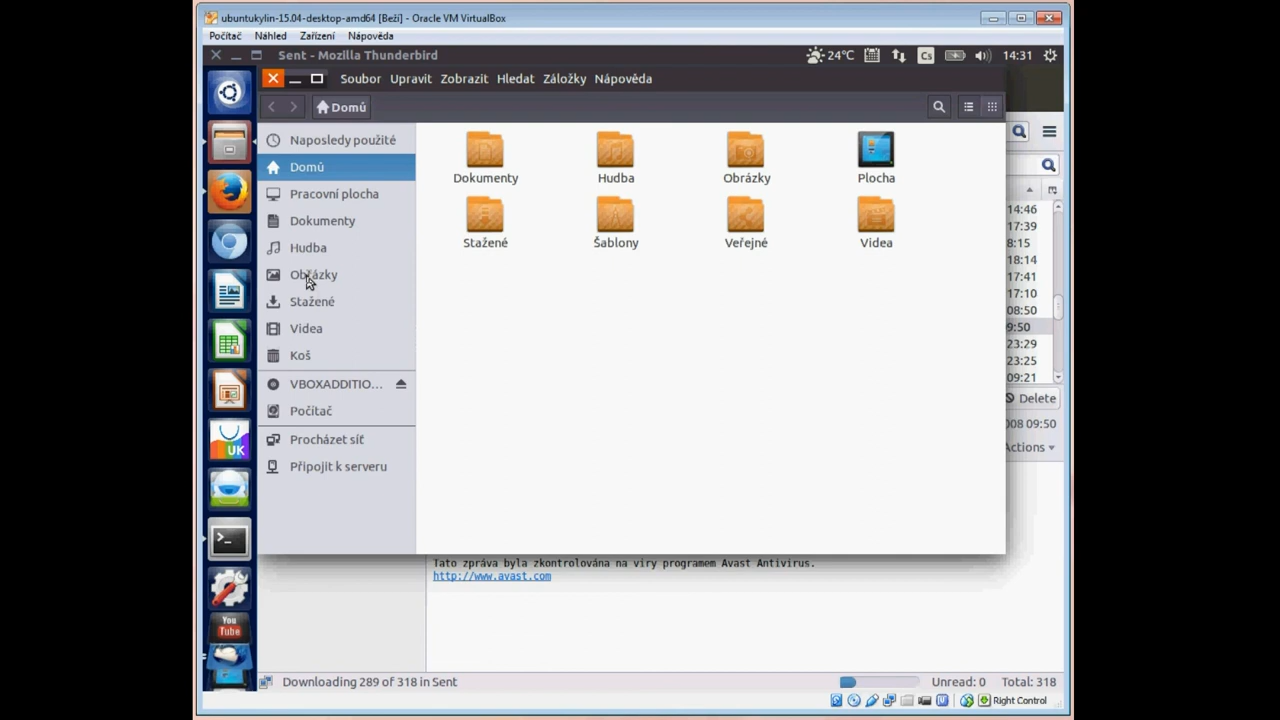 ubuntukylin-15.04-desktop-amd64 [Beží] - Oracle VM VirtualBox
Počítač Náhled Zařízení Nápověda
Sent - Mozilla Thunderbird 24°C Cs 14:31
Soubor Upravit Zobrazit Hledat Záložky Nápověda
Domů
Naposledy použité
Domů
Pracovní plocha
Dokumenty
Hudba
Obrázky
Stažené
Videa
Koš
VBOXADDITIO...
Počítač
Procházet síť
Připojit k serveru
Dokumenty Hudba Obrázky Plocha
Stažené Šablony Veřejné Videa
UK
You
Tube
14:46
17:39
8:15
18:14
17:41
17:10
08:50
9:50
23:29
23:25
09:21
Delete
008 09:50
Actions
Tato zpráva byla zkontrolována na viry programem Avast Antivirus.
http://www.avast.com
Downloading 289 of 318 in Sent Unread: 0 Total: 318
Right Control